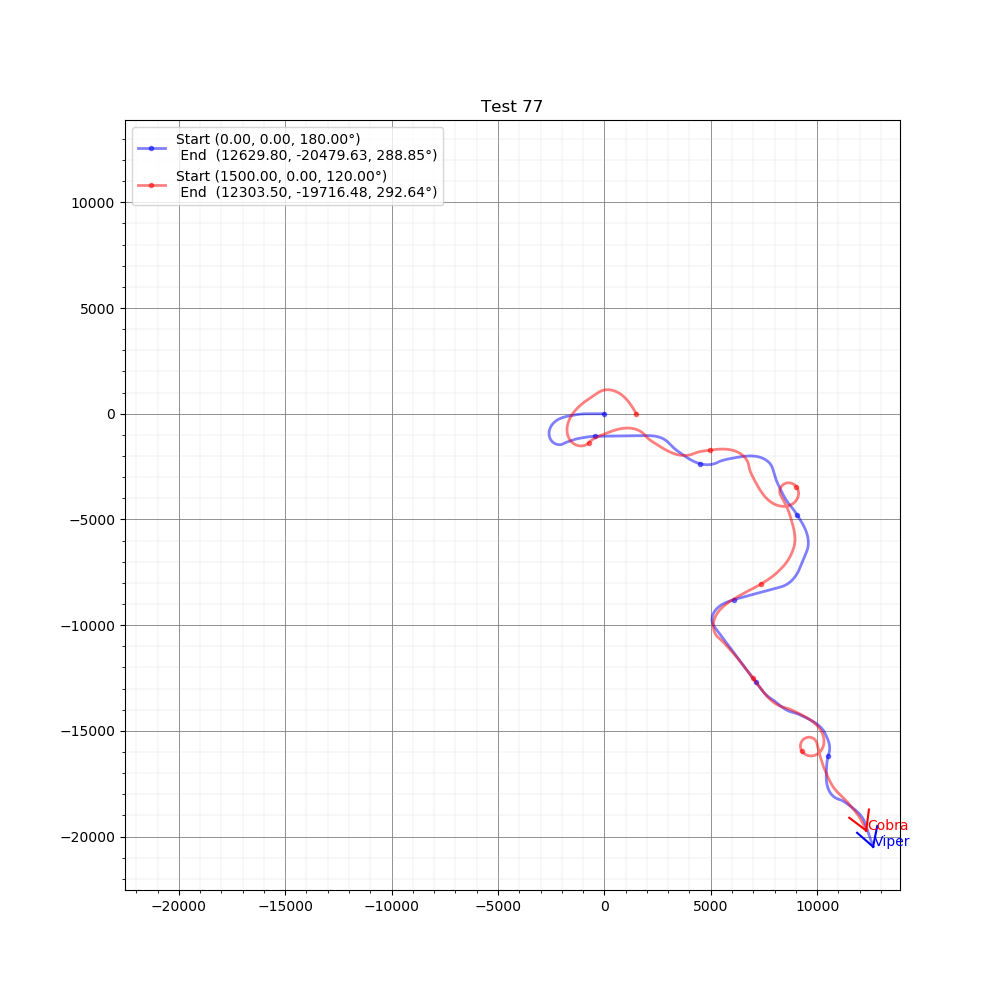 Test 77
Start (0.00, 0.00, 180.00°)
End (12629.80, -20479.63, 288.85°)
Start (1500.00, 0.00, 120.00°)
End (12303.50, -19716.48, 292.64°)
10000
5000
0
−5000
−10000
−15000
−20000
Cobra
Viper
−20000 −15000 −10000 −5000 0 5000 10000